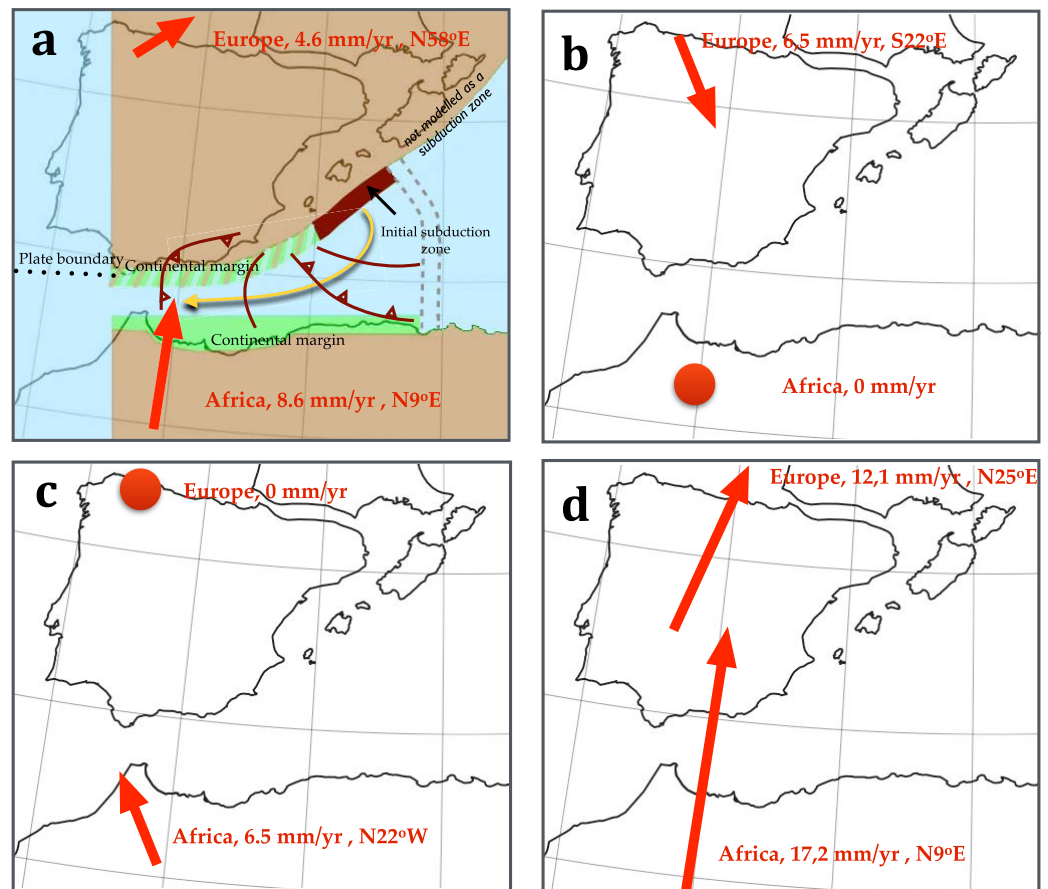 a
Europe, 4.6 mm/yr , N58ºE
not modelled as a
subduction zone
Initial subduction
zone
Plate boundary
Continental margin
Continental margin
Africa, 8.6 mm/yr , N9ºE
b
Europe, 6,5 mm/yr, S22ºE
Africa, 0 mm/yr
c
Europe, 0 mm/yr
Africa, 6.5 mm/yr , N22ºW
d
Europe, 12,1 mm/yr , N25ºE
Africa, 17,2 mm/yr , N9ºE